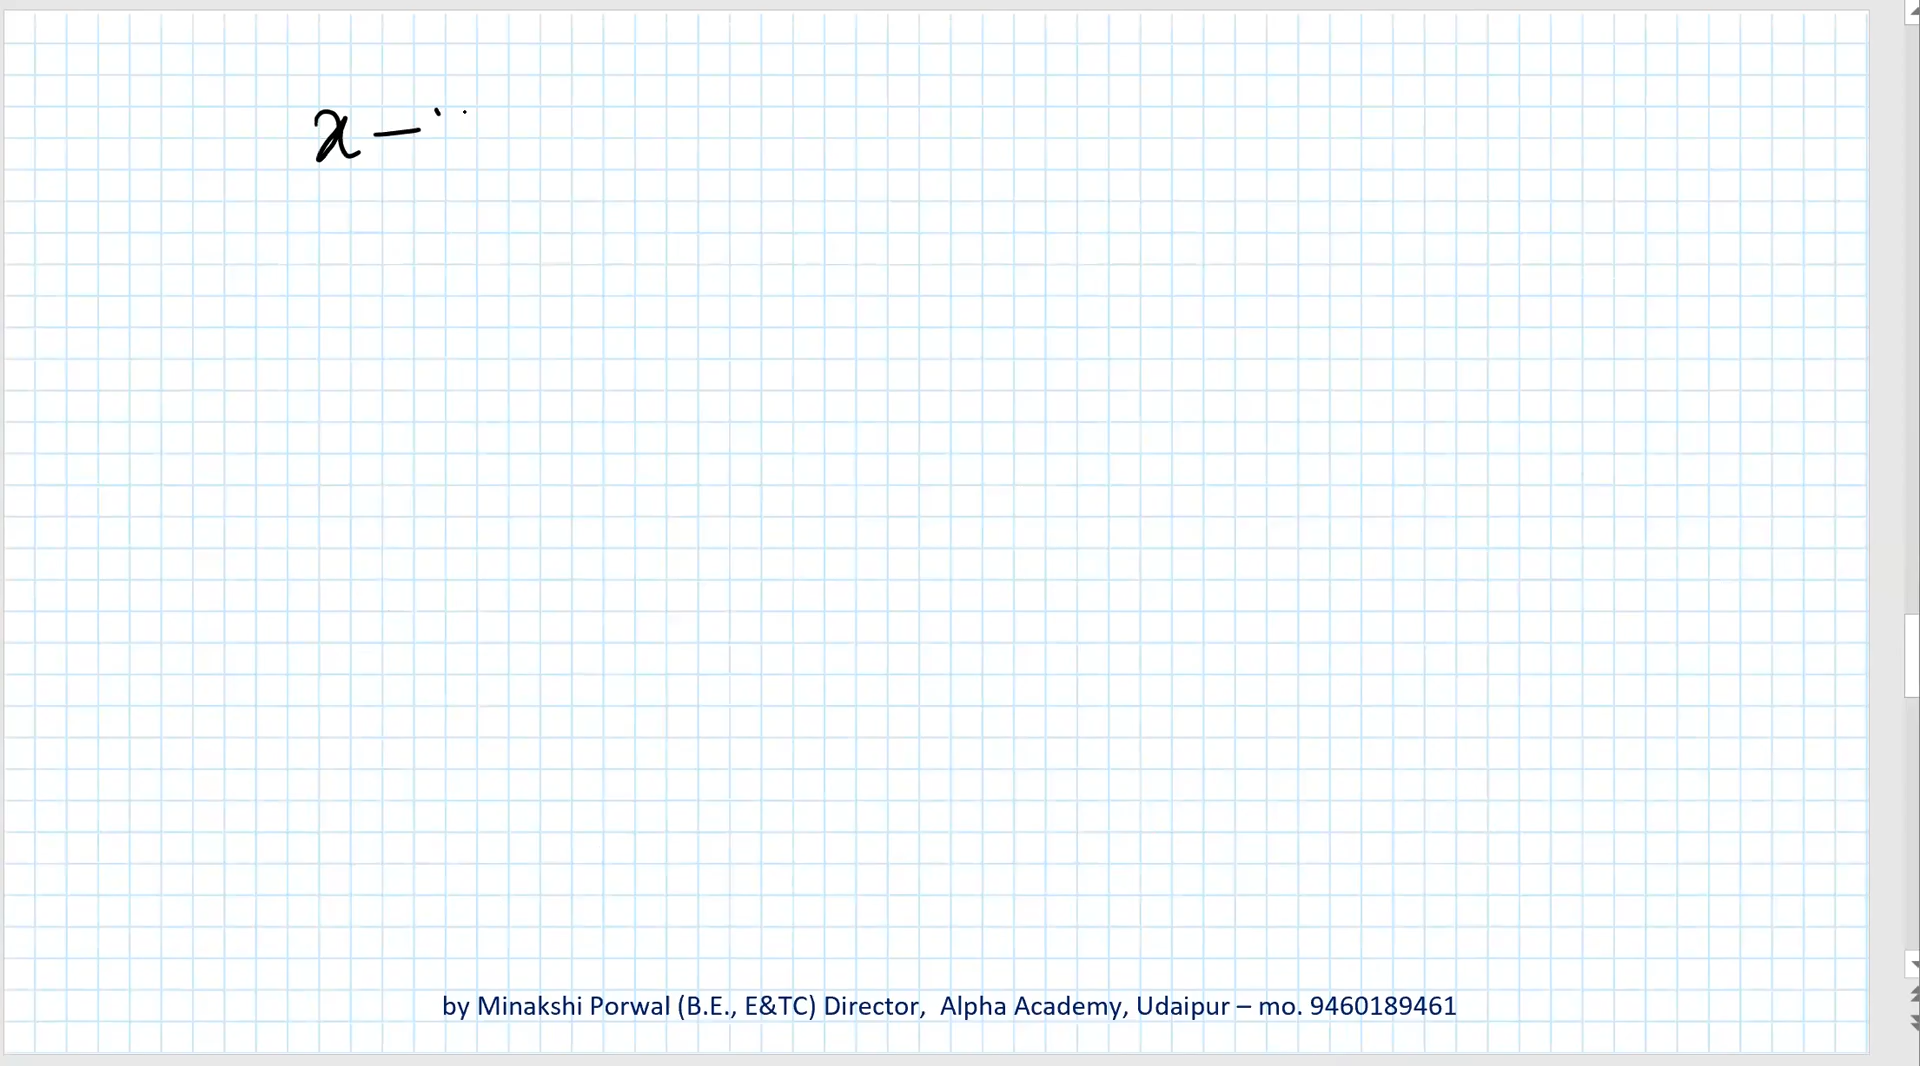 x –
by Minakshi Porwal (B.E., E&TC) Director, Alpha Academy, Udaipur – mo. 9460189461